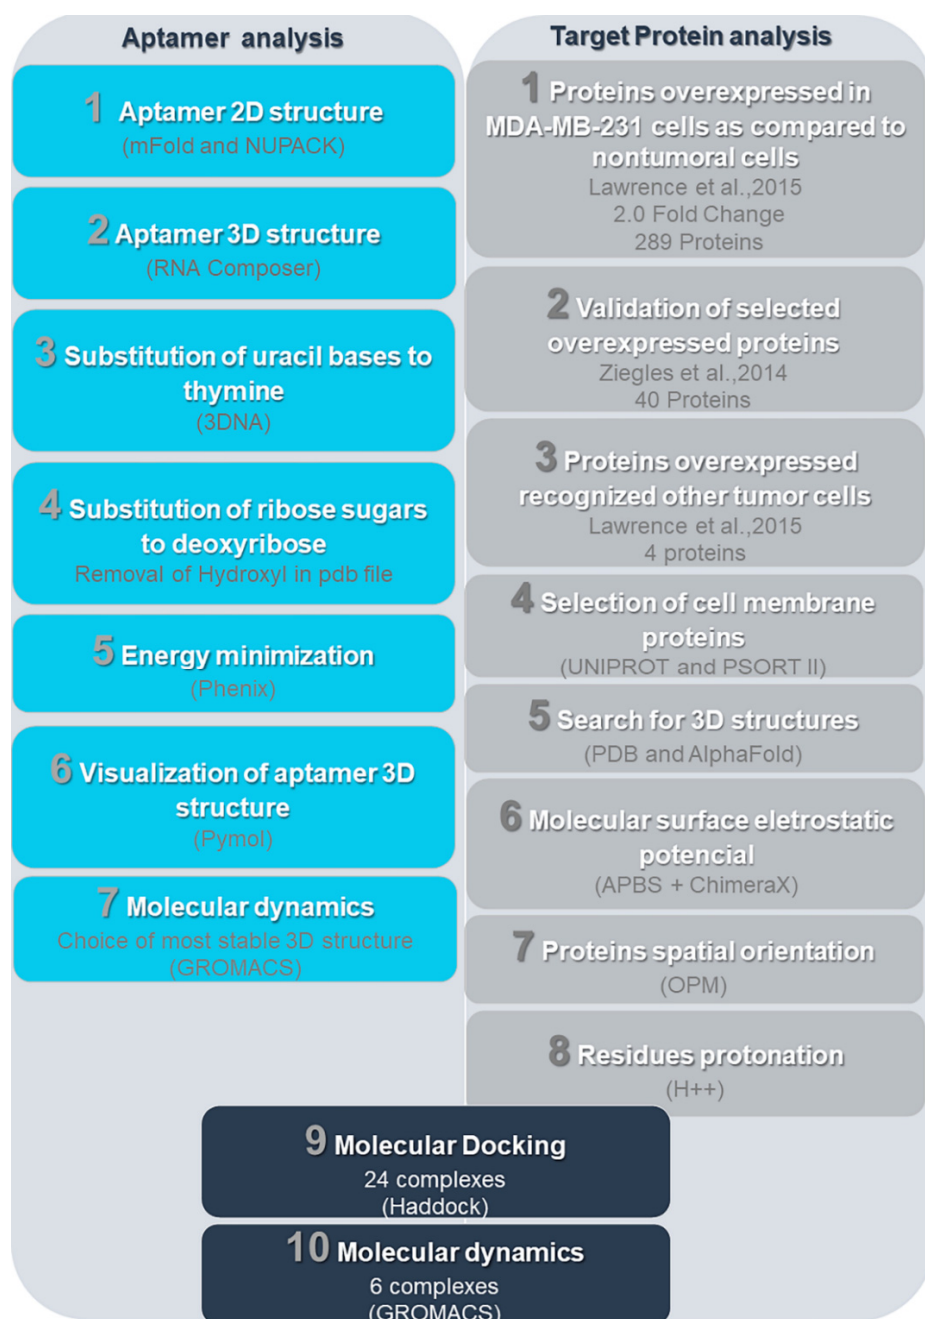 Aptamer analysis
1 Aptamer 2D structure
(mFold and NUPACK)
2 Aptamer 3D structure
(RNA Composer)
3 Substitution of uracil bases to
thymine
(3DNA)
4 Substitution of ribose sugars
to deoxyribose
Removal of Hydroxyl in pdb file
5 Energy minimization
(Phenix)
6 Visualization of aptamer 3D
structure
(Pymol)
7 Molecular dynamics
Choice of most stable 3D structure
(GROMACS)
Target Protein analysis
1 Proteins overexpressed in
MDA-MB-231 cells as compared to
nontumoral cells
Lawrence et al.,2015
2.0 Fold Change
289 Proteins
2 Validation of selected
overexpressed proteins
Ziegles et al.,2014
40 Proteins
3 Proteins overexpressed
recognized other tumor cells
Lawrence et al.,2015
4 proteins
4 Selection of cell membrane
proteins
(UNIPROT and PSORT II)
5 Search for 3D structures
(PDB and AlphaFold)
6 Molecular surface eletrostatic
potencial
(APBS + ChimeraX)
7 Proteins spatial orientation
(OPM)
8 Residues protonation
(H++)
9 Molecular Docking
24 complexes
(Haddock)
10 Molecular dynamics
6 complexes
(GROMACS)